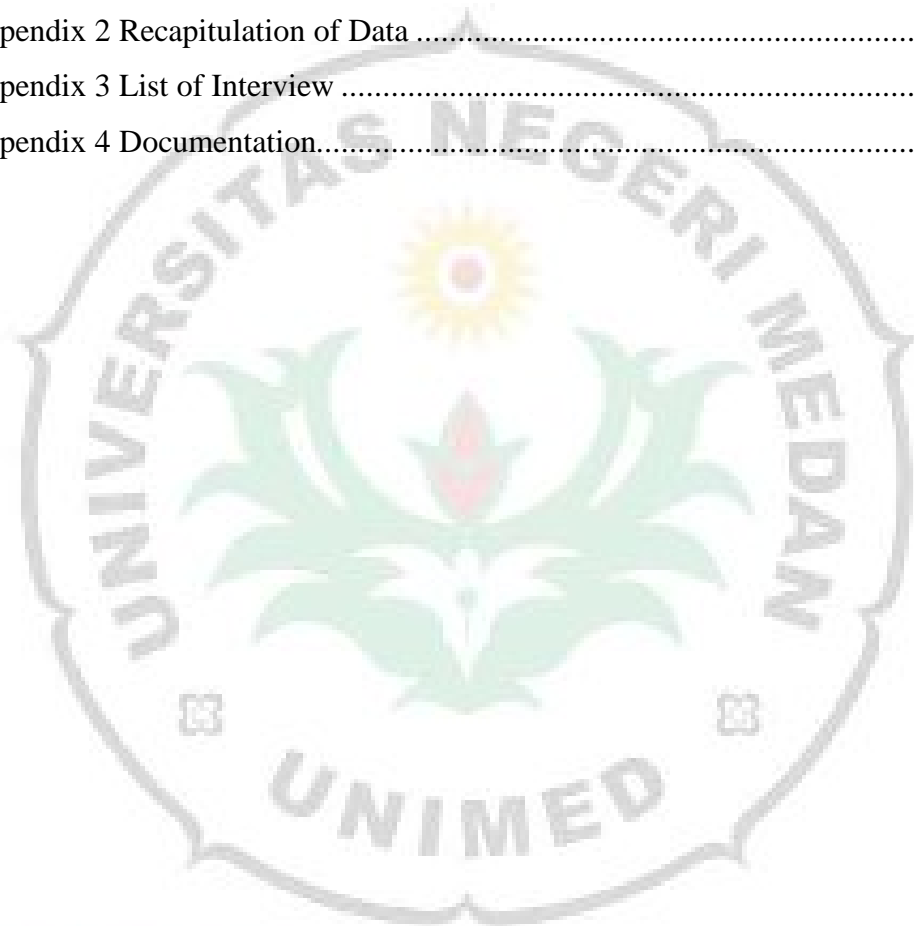 pendix 2 Recapitulation of Data ............................................................
pendix 3 List of Interview ......................................................................
pendix 4 Documentation.........................................................................
UNIVERSITAS NEGERI MEDAN
UNIMED